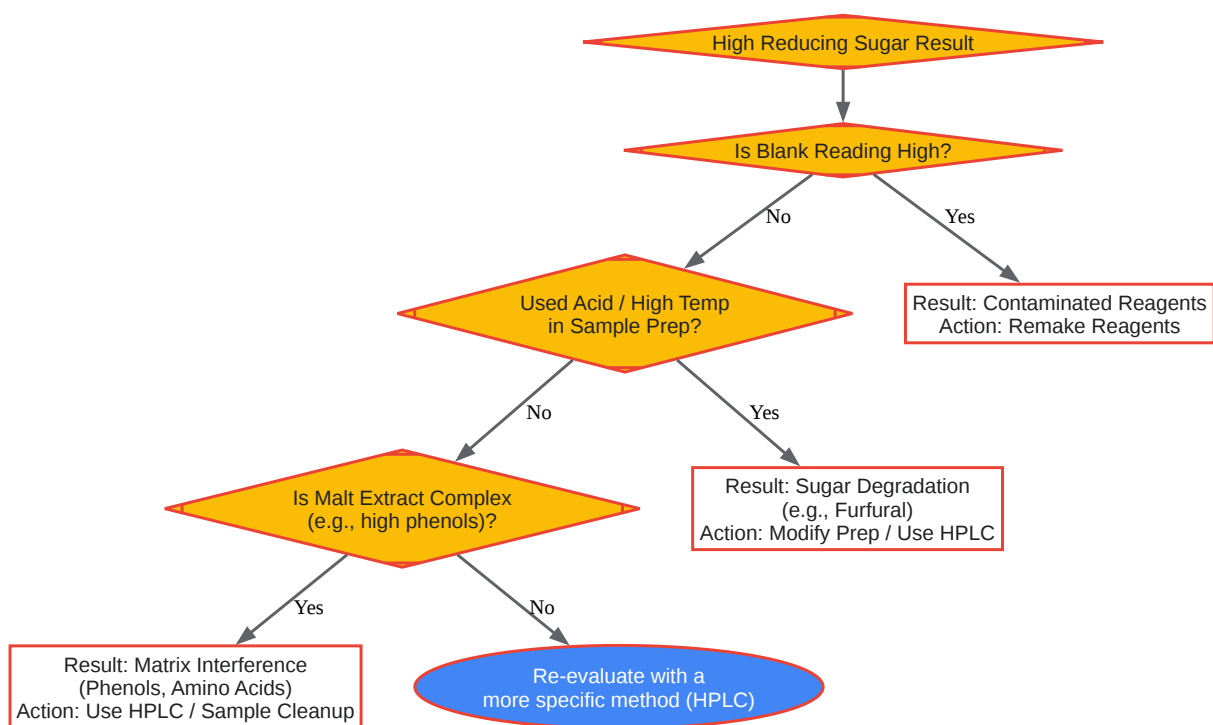 High Reducing Sugar Result
Is Blank Reading High?
No
Yes
Used Acid / High Temp
in Sample Prep?
Result: Contaminated Reagents
Action: Remake Reagents
No
Yes
Is Malt Extract Complex
(e.g., high phenols)?
Result: Sugar Degradation
(e.g., Furfural)
Action: Modify Prep / Use HPLC
Yes
No
Result: Matrix Interference
(Phenols, Amino Acids)
Action: Use HPLC / Sample Cleanup
Re-evaluate with a
more specific method (HPLC)